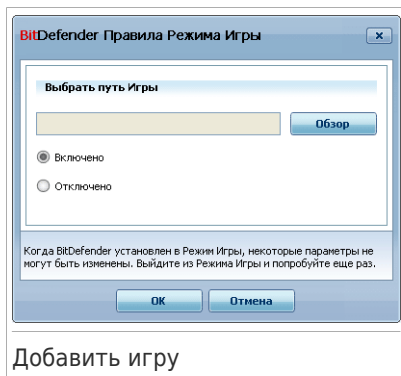 BitDefender Правила Режима Игры
Выбрать путь Игры
Обзор
Включено
Отключено
Когда BitDefender установлен в Режим Игры, некоторые параметры не
могут быть изменены. Выйдите из Режима Игры и попробуйте еще раз.
OK
Отмена
Добавить игру